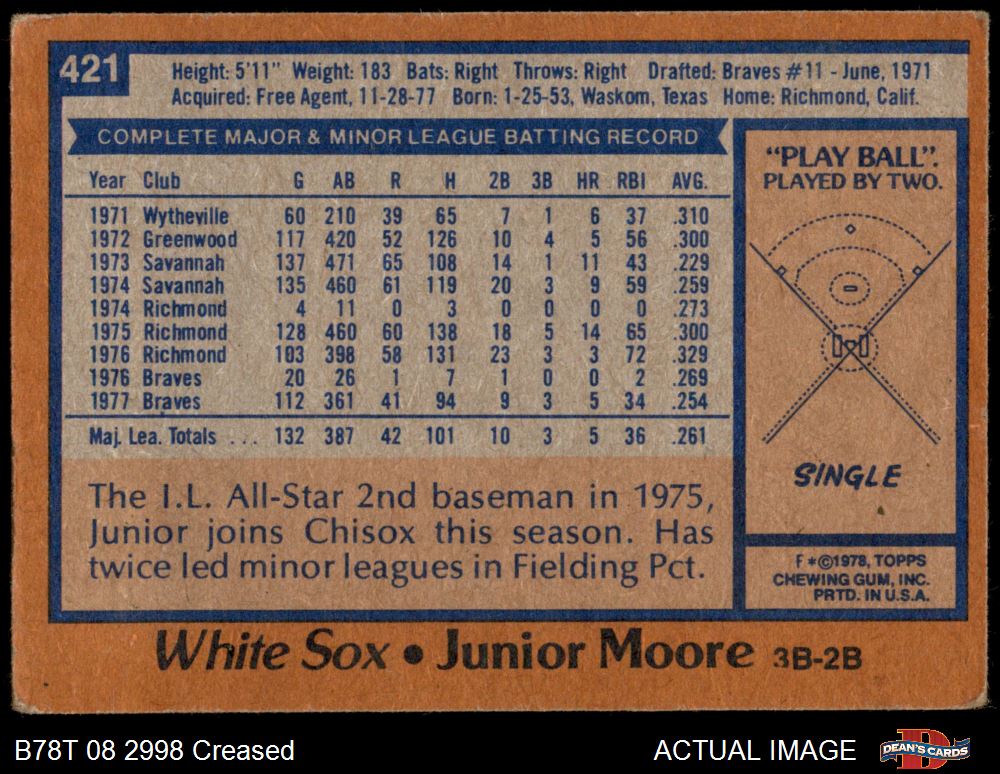 421
Height: 5'11" Weight: 183 Bats: Right Throws: Right Drafted: Braves #11 - June, 1971
Acquired: Free Agent, 11-28-77 Born: 1-25-53, Waskom, Texas Home: Richmond, Calif.
COMPLETE MAJOR & MINOR LEAGUE BATTING RECORD
Year Club G AB R H 2B 3B HR RBI AVG.
1971 Wytheville 60 210 39 65 7 1 6 37 .310
1972 Greenwood 117 420 52 126 10 4 5 56 .300
1973 Savannah 137 471 65 108 14 1 11 43 .229
1974 Savannah 135 460 61 119 20 3 9 59 .259
1974 Richmond 4 11 0 3 0 0 0 0 .273
1975 Richmond 128 460 60 138 18 5 14 65 .300
1976 Richmond 103 398 58 131 23 3 3 72 .329
1976 Braves 20 26 1 7 1 0 0 2 .269
1977 Braves 112 361 41 94 9 3 5 34 .254
Maj. Lea. Totals ... 132 387 42 101 10 3 5 36 .261
The I.L. All-Star 2nd baseman in 1975,
Junior joins Chisox this season. Has
twice led minor leagues in Fielding Pct.
"PLAY BALL".
PLAYED BY TWO.
SINGLE
F *©1978, TOPPS
CHEWING GUM, INC.
PRTD. IN U.S.A.
White Sox • Junior Moore 3B-2B
B78T 08 2998 Creased
ACTUAL IMAGE
DEAN'S CARDS